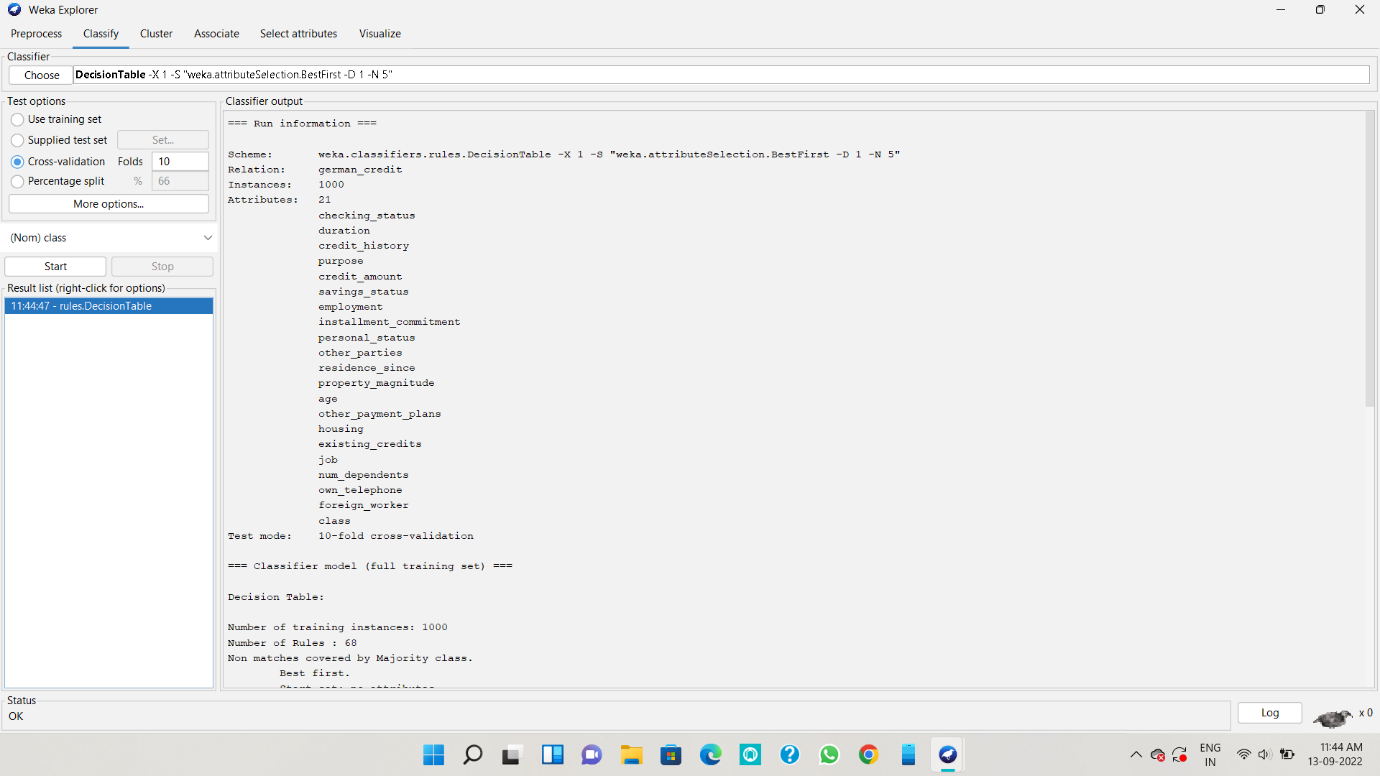 Weka Explorer
Preprocess Classify Cluster Associate Select attributes Visualize
Classifier
Choose DecisionTable -X 1 -S "weka.attributeSelection.BestFirst -D 1 -N 5"
Test options
Use training set
Supplied test set Set...
Cross-validation Folds 10
Percentage split % 66
More options...
(Nom) class
Start Stop
Result list (right-click for options)
11:44:47 - rules.DecisionTable
Classifier output
=== Run information ===
Scheme: weka.classifiers.rules.DecisionTable -X 1 -S "weka.attributeSelection.BestFirst -D 1 -N 5"
Relation: german_credit
Instances: 1000
Attributes: 21
checking_status
duration
credit_history
purpose
credit_amount
savings_status
employment
installment_commitment
personal_status
other_parties
residence_since
property_magnitude
age
other_payment_plans
housing
existing_credits
job
num_dependents
own_telephone
foreign_worker
class
Test mode: 10-fold cross-validation
=== Classifier model (full training set) ===
Decision Table:
Number of training instances: 1000
Number of Rules : 68
Non matches covered by Majority class.
Best first.
Status
OK
Log
x 0
ENG
IN
11:44 AM
13-09-2022